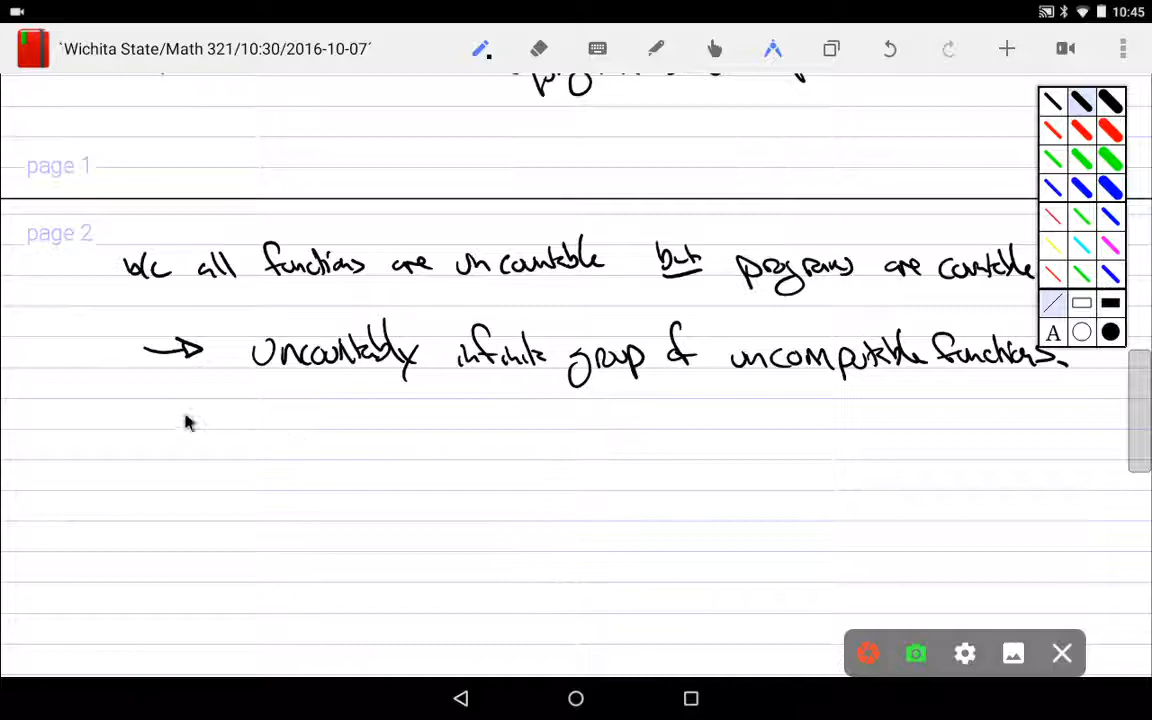 10:45
`Wichita State/Math 321/10:30/2016-10-07´
page 1
page 2
b/c all functions are uncountable but programs are countable
→ Uncountably infinite group of uncomputable functions.
A